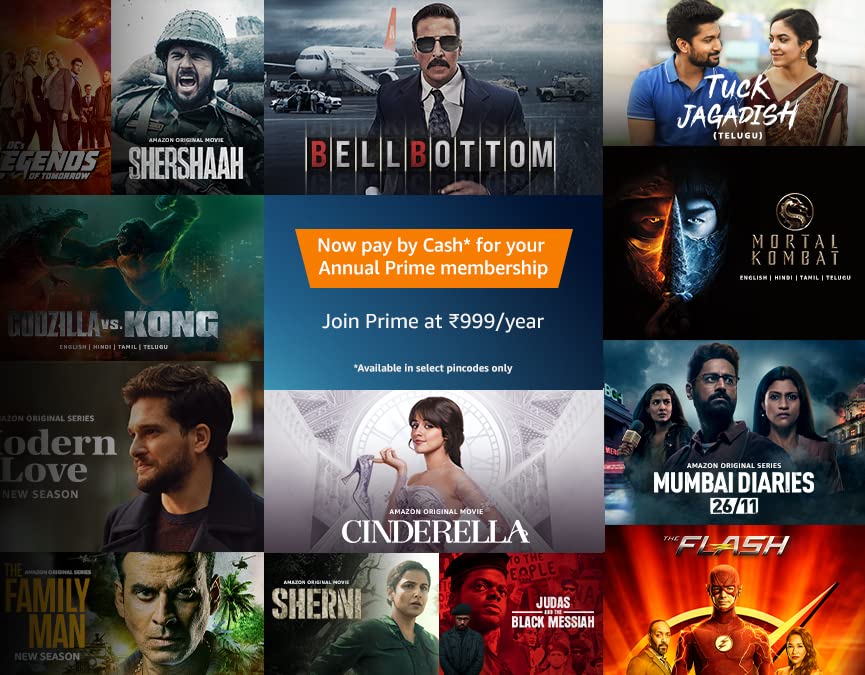 DC's
LEGENDS
OF TOMORROW
AMAZON ORIGINAL MOVIE
SHERSHAAH
BELLBOTTOM
TUCK
JAGADISH
(TELUGU)
GODZILLA vs. KONG
ENGLISH | HINDI | TAMIL | TELUGU
Now pay by Cash* for your
Annual Prime membership
Join Prime at ₹999/year
*Available in select pincodes only
MORTAL
KOMBAT
ENGLISH | HINDI | TAMIL | TELUGU
AMAZON ORIGINAL SERIES
Modern
Love
NEW SEASON
AMAZON ORIGINAL MOVIE
CINDERELLA
AMAZON ORIGINAL SERIES
MUMBAI DIARIES
26/11
AMAZON ORIGINAL SERIES
THE
FAMILY
MAN
NEW SEASON
AMAZON ORIGINAL MOVIE
SHERNI
TO THE
PEOPLE
JUDAS
AND THE
BLACK MESSIAH
THE FLASH